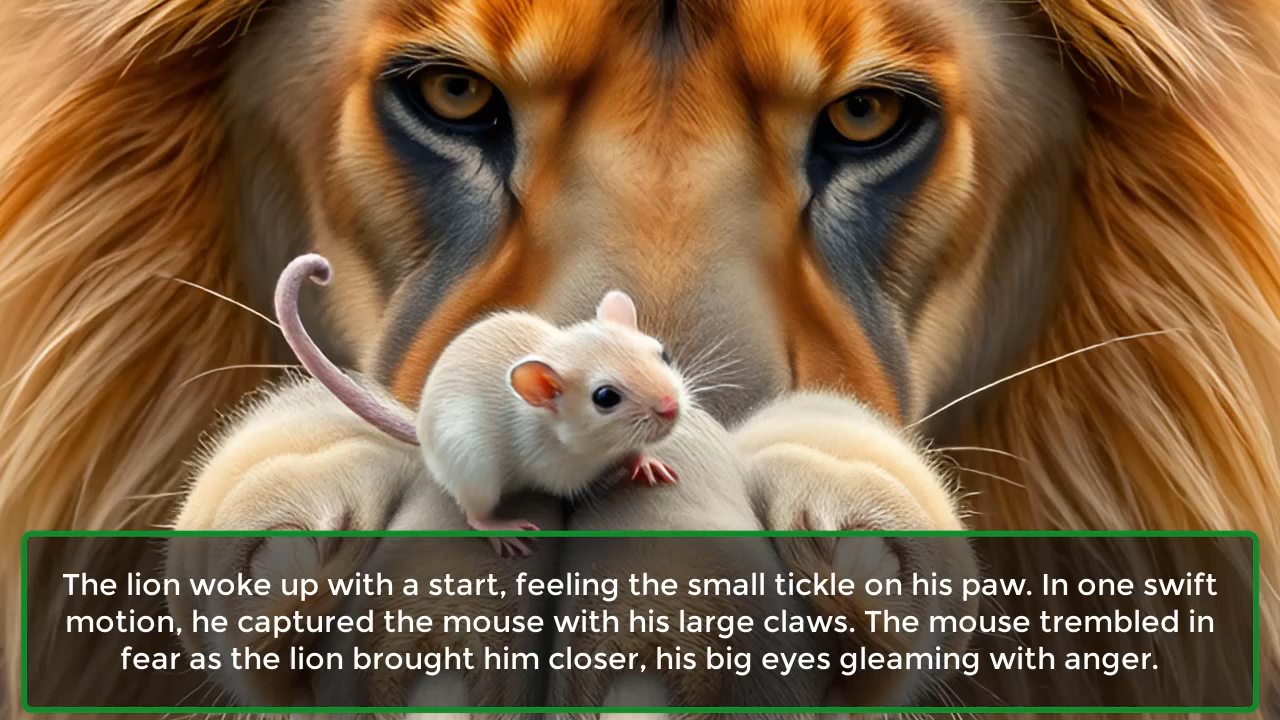 The lion woke up with a start, feeling the small tickle on his paw. In one swift
motion, he captured the mouse with his large claws. The mouse trembled in
fear as the lion brought him closer, his big eyes gleaming with anger.